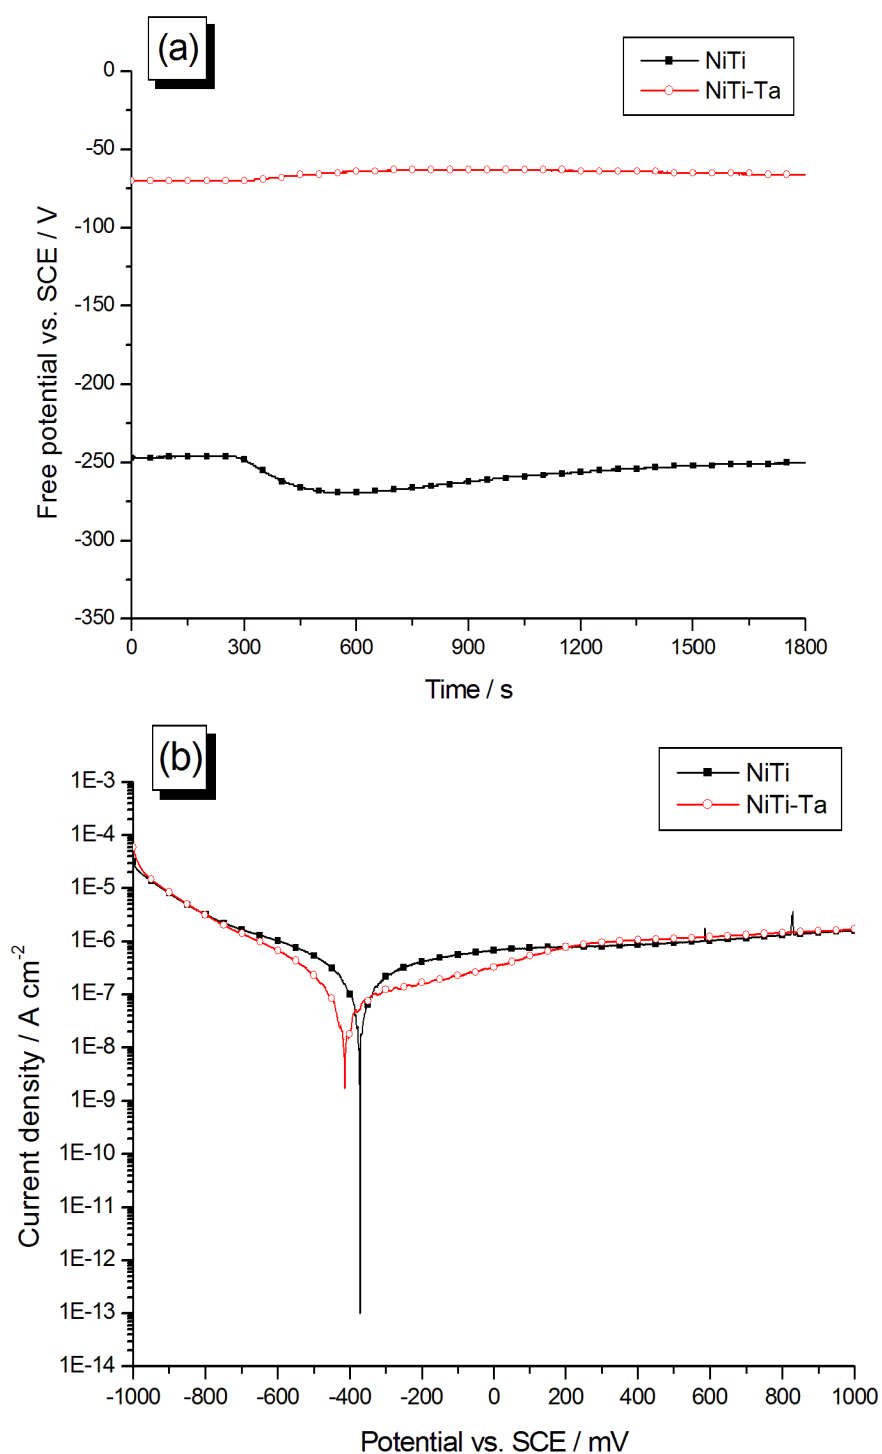 (a)
NiTi
NiTi-Ta
0
-50
-100
-150
-200
-250
-300
-350
Free potential vs. SCE / V
0 300 600 900 1200 1500 1800
Time / s
(b)
NiTi
NiTi-Ta
1E-3
1E-4
1E-5
1E-6
1E-7
1E-8
1E-9
1E-10
1E-11
1E-12
1E-13
1E-14
Current density / A cm⁻²
-1000 -800 -600 -400 -200 0 200 400 600 800 1000
Potential vs. SCE / mV